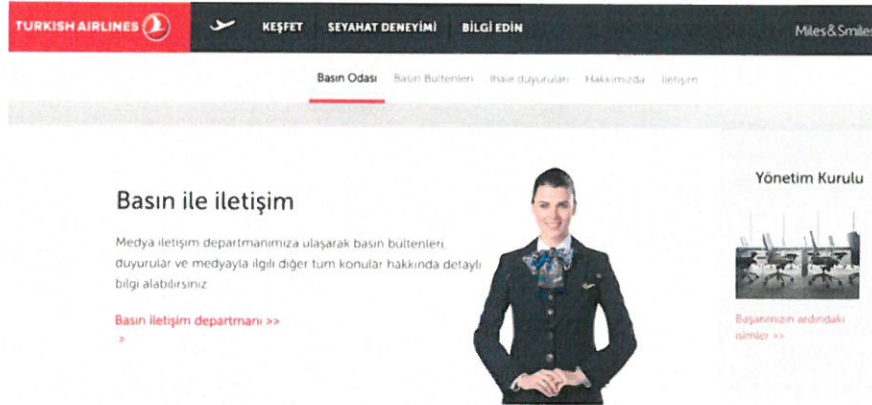 TURKISH AIRLINES
KEŞFET
SEYAHAT DENEYİMİ
BİLGİ EDİN
Miles&Smiles
Basın Odası
Basın Bültenleri
İhale duyuruları
Hakkımızda
İletişim
Basın ile iletişim
Medya iletişim departmanımıza ulaşarak basın bültenleri,
duyurular ve medyayla ilgili diğer tüm konular hakkında detaylı
bilgi alabilirsiniz
Basın iletişim departmanı >>
»
Yönetim Kurulu
Başarımızın ardındaki
isimler >>